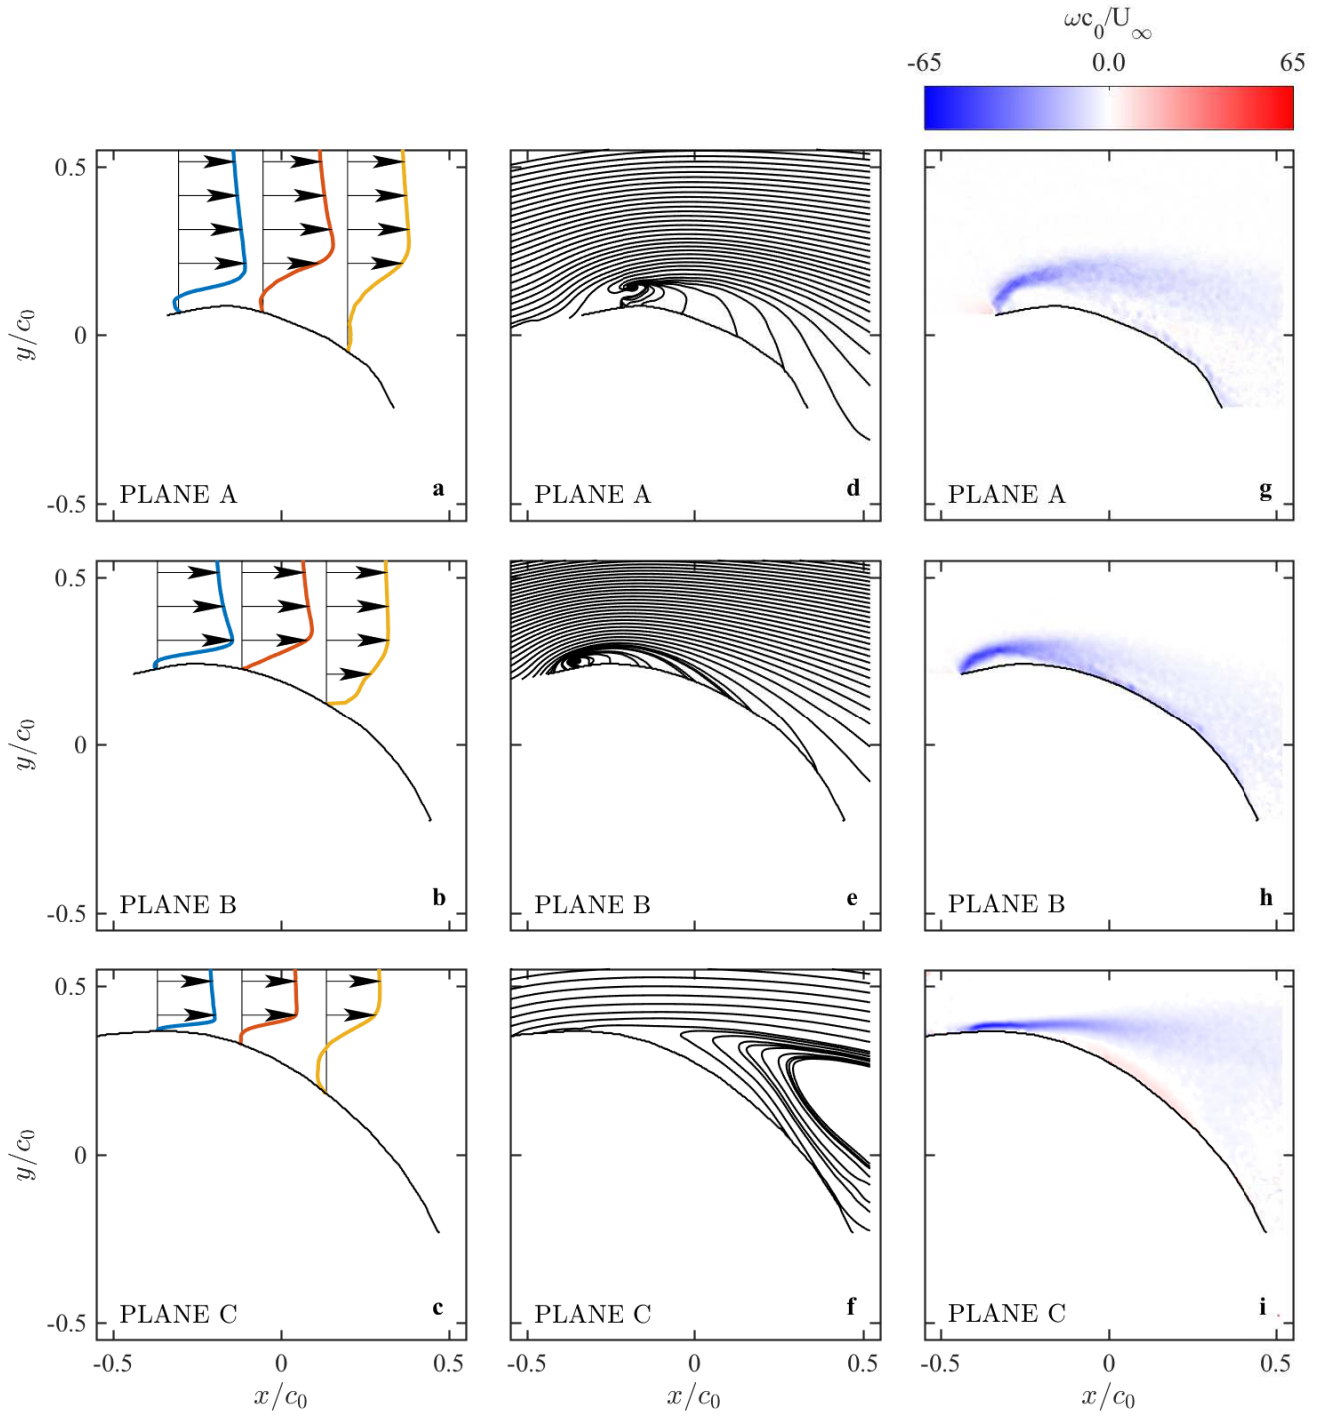 ωc₀/U∞
-65 0.0 65
0.5
0
-0.5
y/c₀
PLANE A a
PLANE A d
PLANE A g
0.5
0
-0.5
y/c₀
PLANE B b
PLANE B e
PLANE B h
0.5
0
-0.5
y/c₀
PLANE C c
PLANE C f
PLANE C i
-0.5 0 0.5
-0.5 0 0.5
-0.5 0 0.5
x/c₀
x/c₀
x/c₀